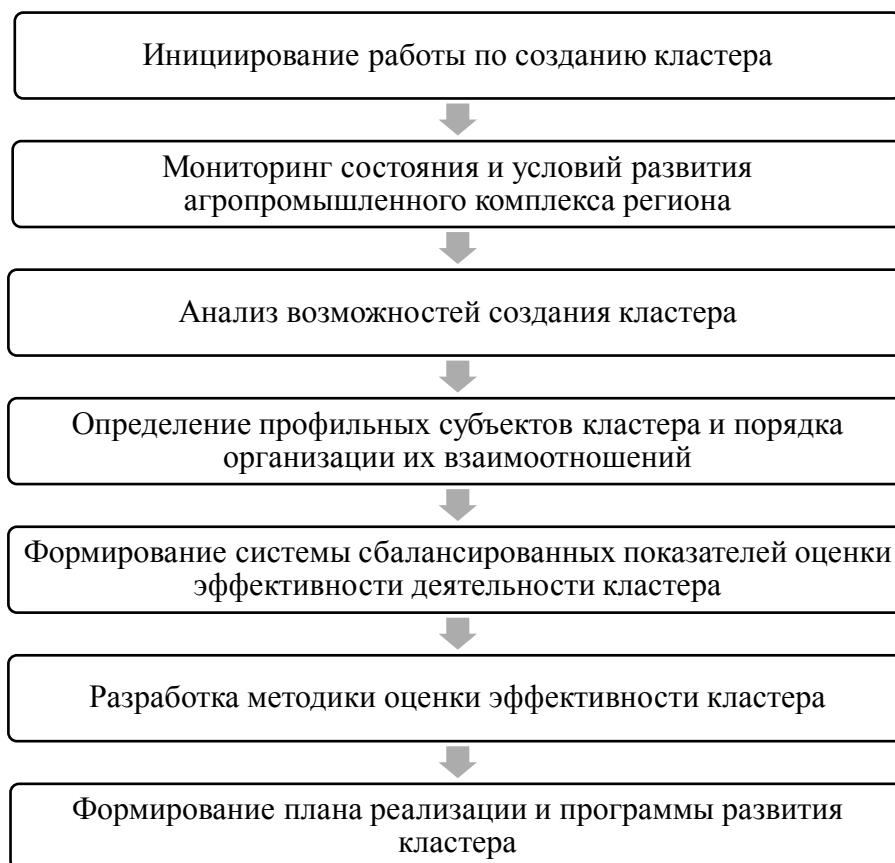 Инициирование работы по созданию кластера
Мониторинг состояния и условий развития
агропромышленного комплекса региона
Анализ возможностей создания кластера
Определение профильных субъектов кластера и порядка
организации их взаимоотношений
Формирование системы сбалансированных показателей оценки
эффективности деятельности кластера
Разработка методики оценки эффективности кластера
Формирование плана реализации и программы развития
кластера